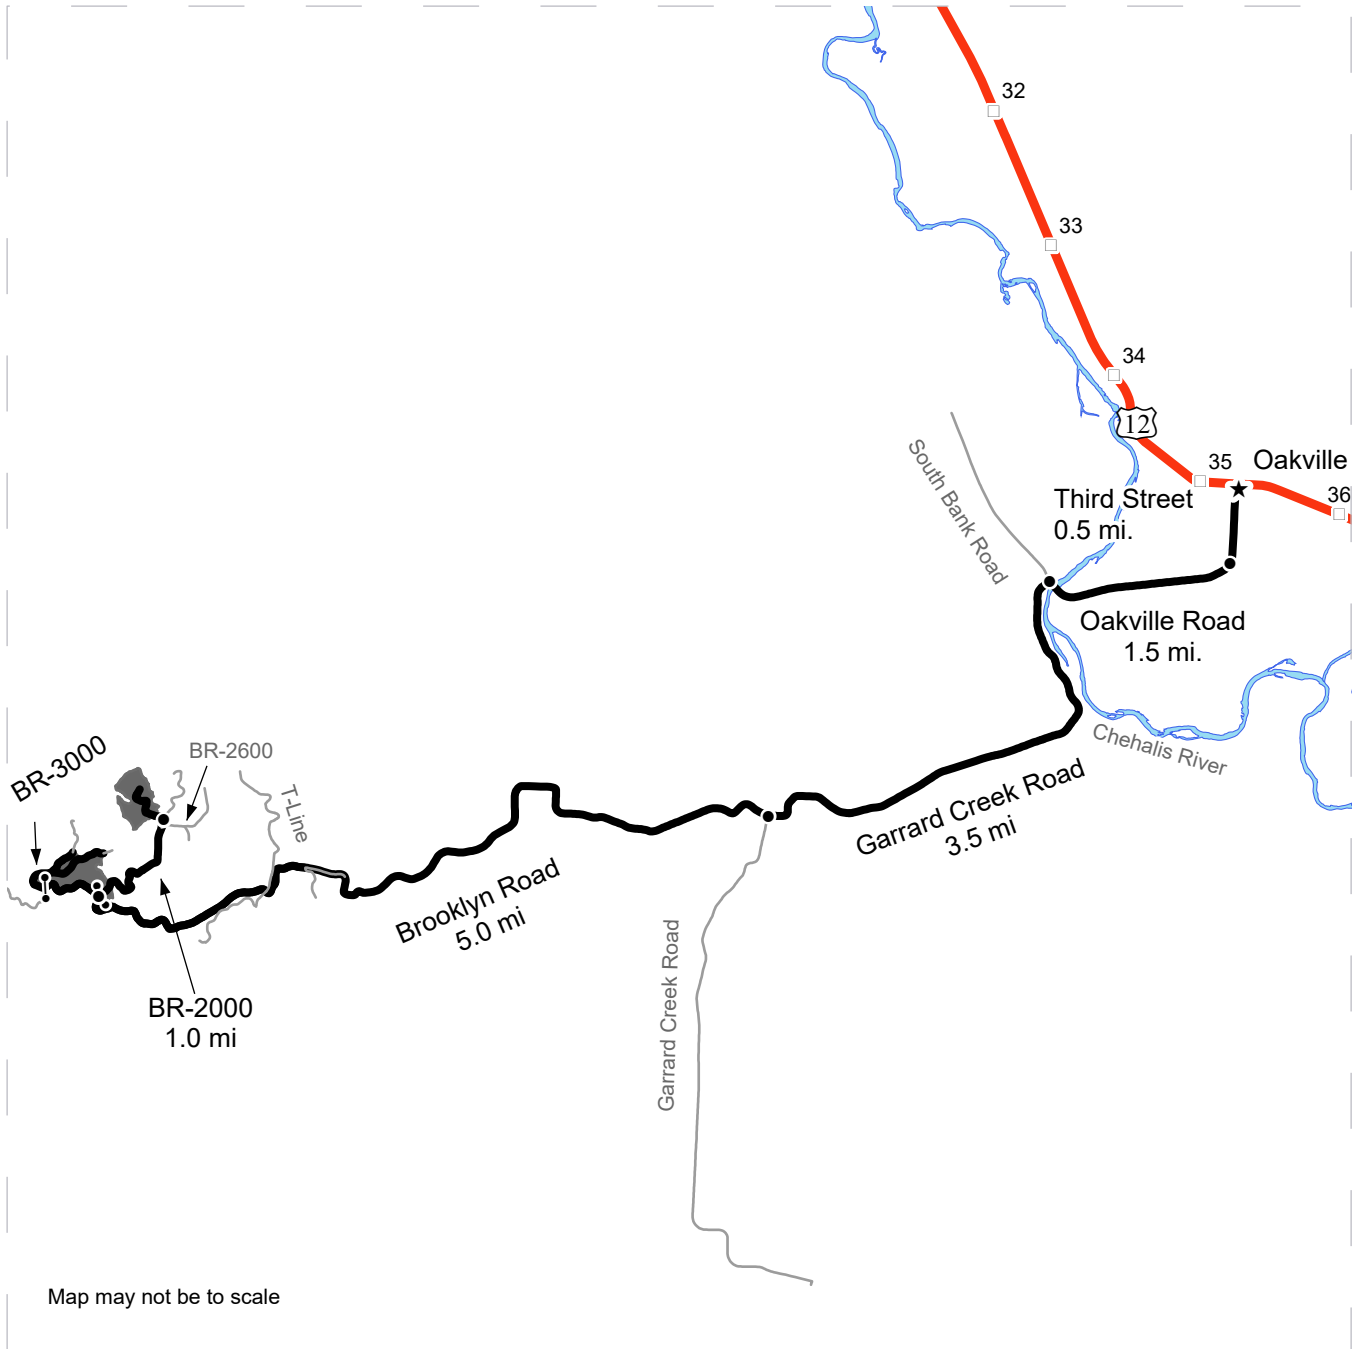 32
33
34
12
35
Oakville
36
Third Street
0.5 mi.
South Bank Road
Oakville Road
1.5 mi.
Chehalis River
BR-3000
BR-2600
T-Line
Garrard Creek Road
3.5 mi
Brooklyn Road
5.0 mi
Garrard Creek Road
BR-2000
1.0 mi
Map may not be to scale